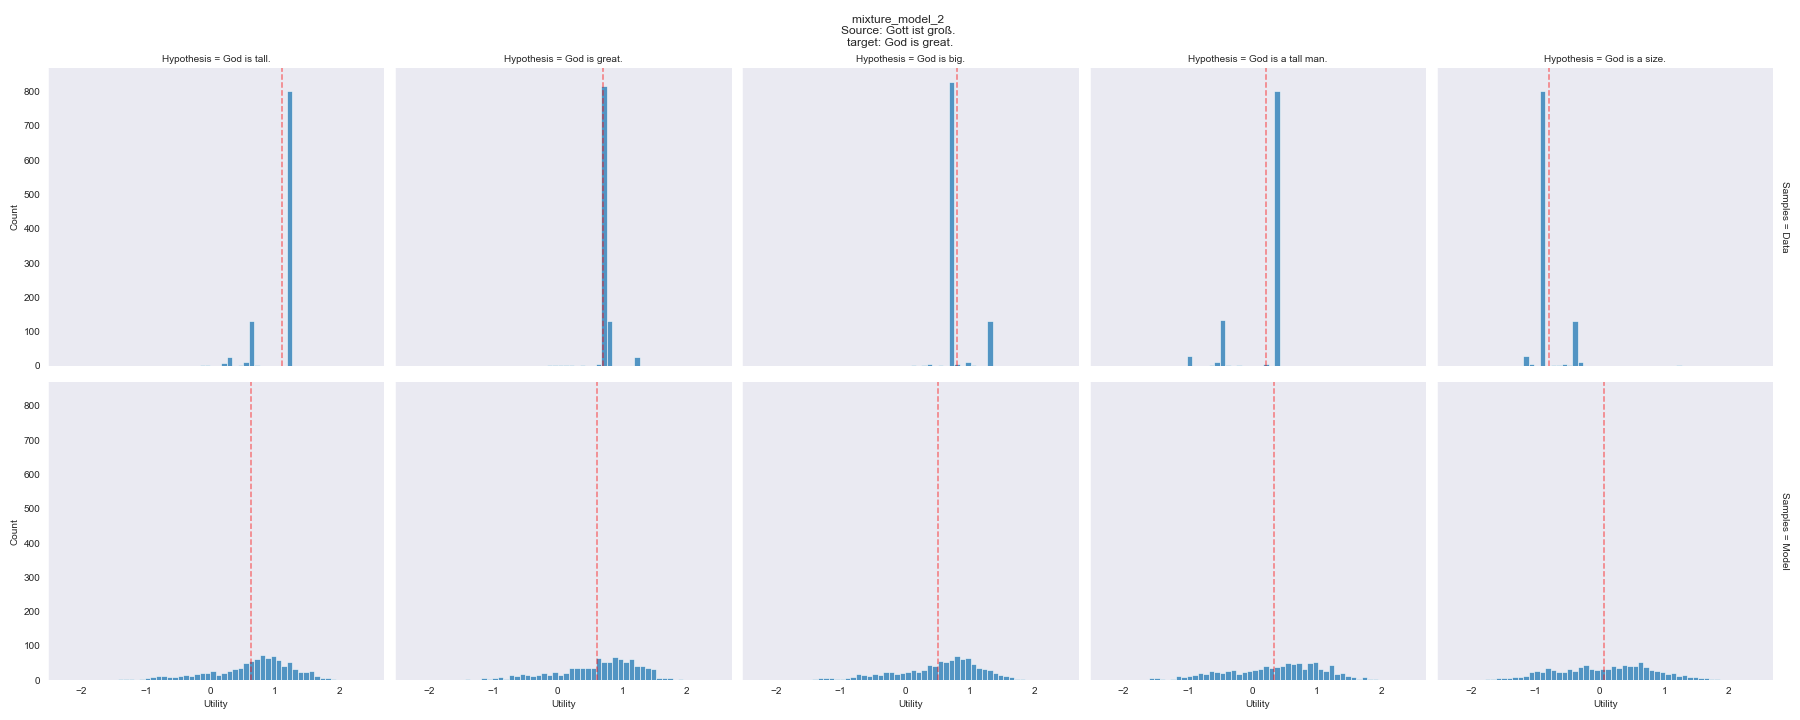 mixture_model_2
Source: Gott ist groß.
target: God is great.
Hypothesis = God is tall.
Hypothesis = God is great.
Hypothesis = God is big.
Hypothesis = God is a tall man.
Hypothesis = God is a size.
800
700
600
500
400
300
200
100
0
Count
Samples = Data
800
700
600
500
400
300
200
100
0
Count
Samples = Model
−2 −1 0 1 2
−2 −1 0 1 2
−2 −1 0 1 2
−2 −1 0 1 2
−2 −1 0 1 2
Utility
Utility
Utility
Utility
Utility